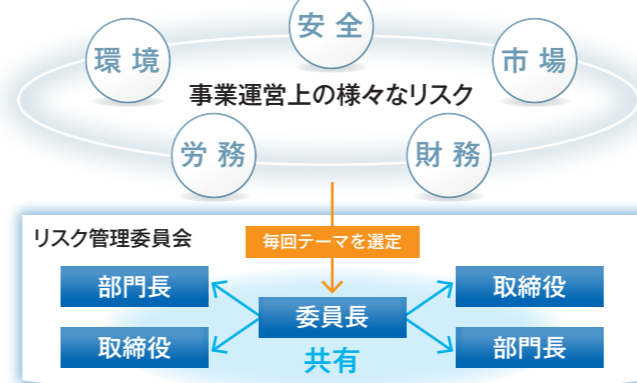 安全
環境
市場
事業運営上の様々なリスク
労務
財務
リスク管理委員会
毎回テーマを選定
部門長
取締役
委員長
取締役
部門長
共有